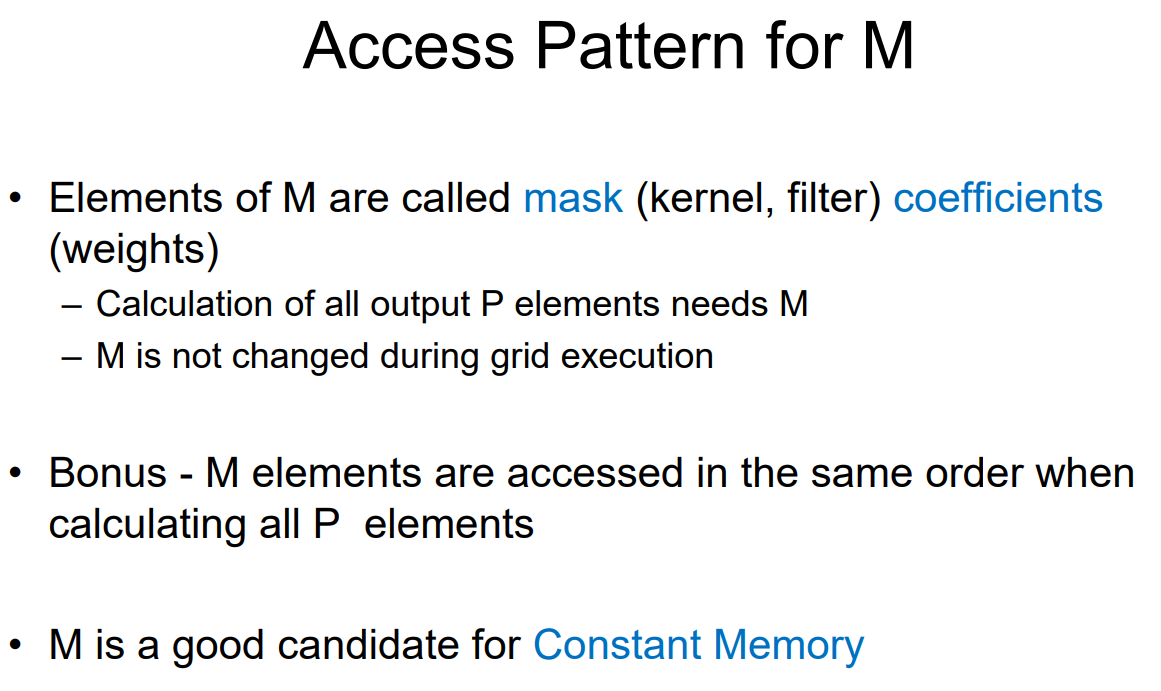 Access Pattern for M
• Elements of M are called mask (kernel, filter) coefficients
(weights)
– Calculation of all output P elements needs M
– M is not changed during grid execution
• Bonus - M elements are accessed in the same order when
calculating all P  elements
• M is a good candidate for Constant Memory